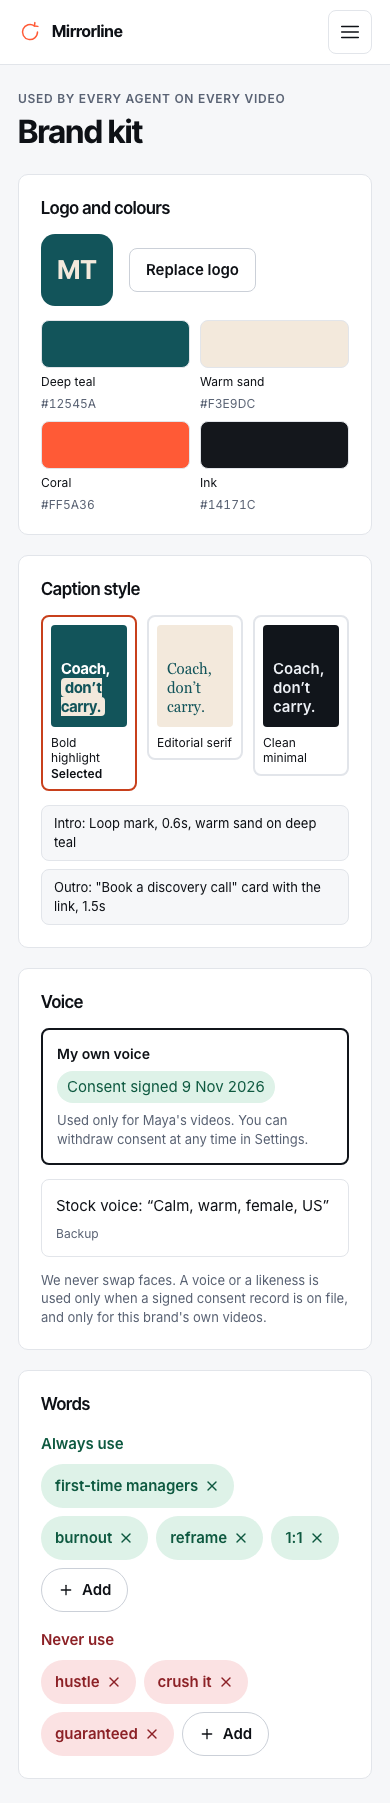 Mirrorline
USED BY EVERY AGENT ON EVERY VIDEO
Brand kit
Logo and colours
MT
Replace logo
Deep teal
#12545A
Warm sand
#F3E9DC
Coral
#FF5A36
Ink
#14171C
Caption style
Coach,
don’t
carry.
Bold
highlight
Selected
Coach,
don’t
carry.
Editorial serif
Coach,
don’t
carry.
Clean
minimal
Intro: Loop mark, 0.6s, warm sand on deep
teal
Outro: "Book a discovery call" card with the
link, 1.5s
Voice
My own voice
Consent signed 9 Nov 2026
Used only for Maya's videos. You can
withdraw consent at any time in Settings.
Stock voice: “Calm, warm, female, US”
Backup
We never swap faces. A voice or a likeness is
used only when a signed consent record is on file,
and only for this brand's own videos.
Words
Always use
first-time managers
burnout
reframe
1:1
Add
Never use
hustle
crush it
guaranteed
Add